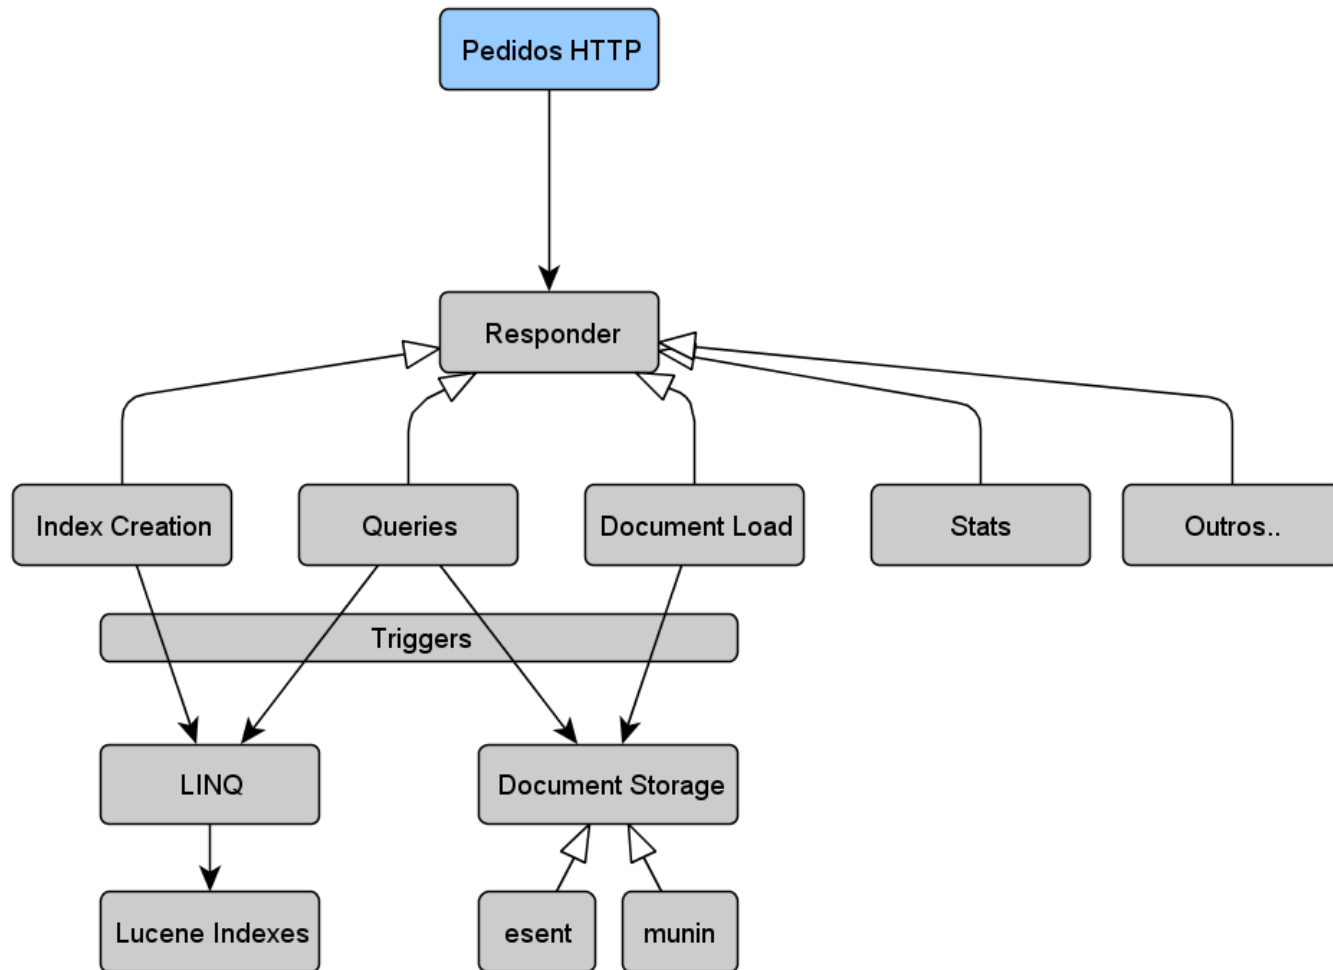 Pedidos HTTP
Responder
Index Creation
Queries
Document Load
Stats
Outros..
Triggers
LINQ
Document Storage
Lucene Indexes
esent
munin